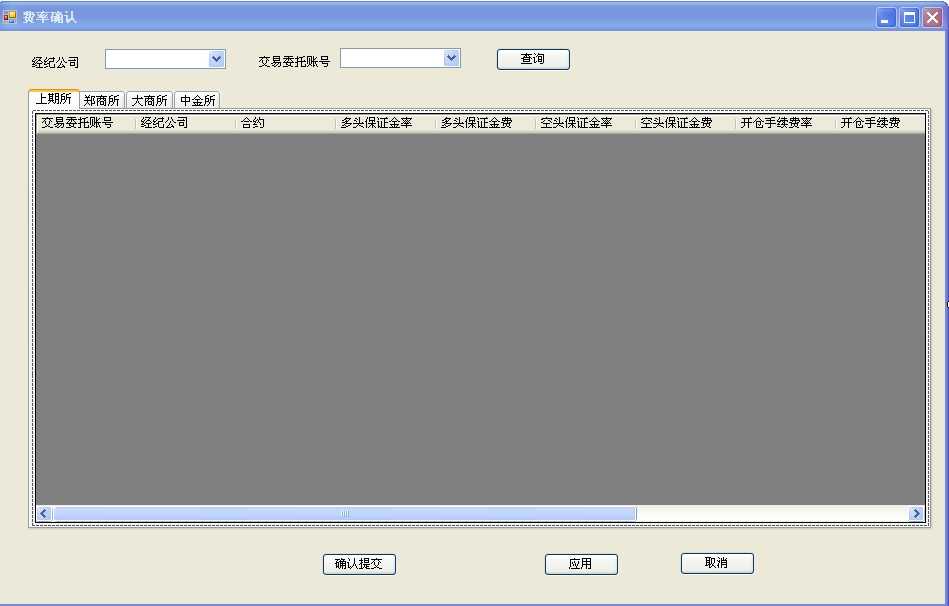 费率确认
经纪公司 交易委托账号 查询
上期所 郑商所 大商所 中金所
交易委托账号 经纪公司 合约 多头保证金率 多头保证金费 空头保证金率 空头保证金费 开仓手续费率 开仓手续费
确认提交 应用 取消